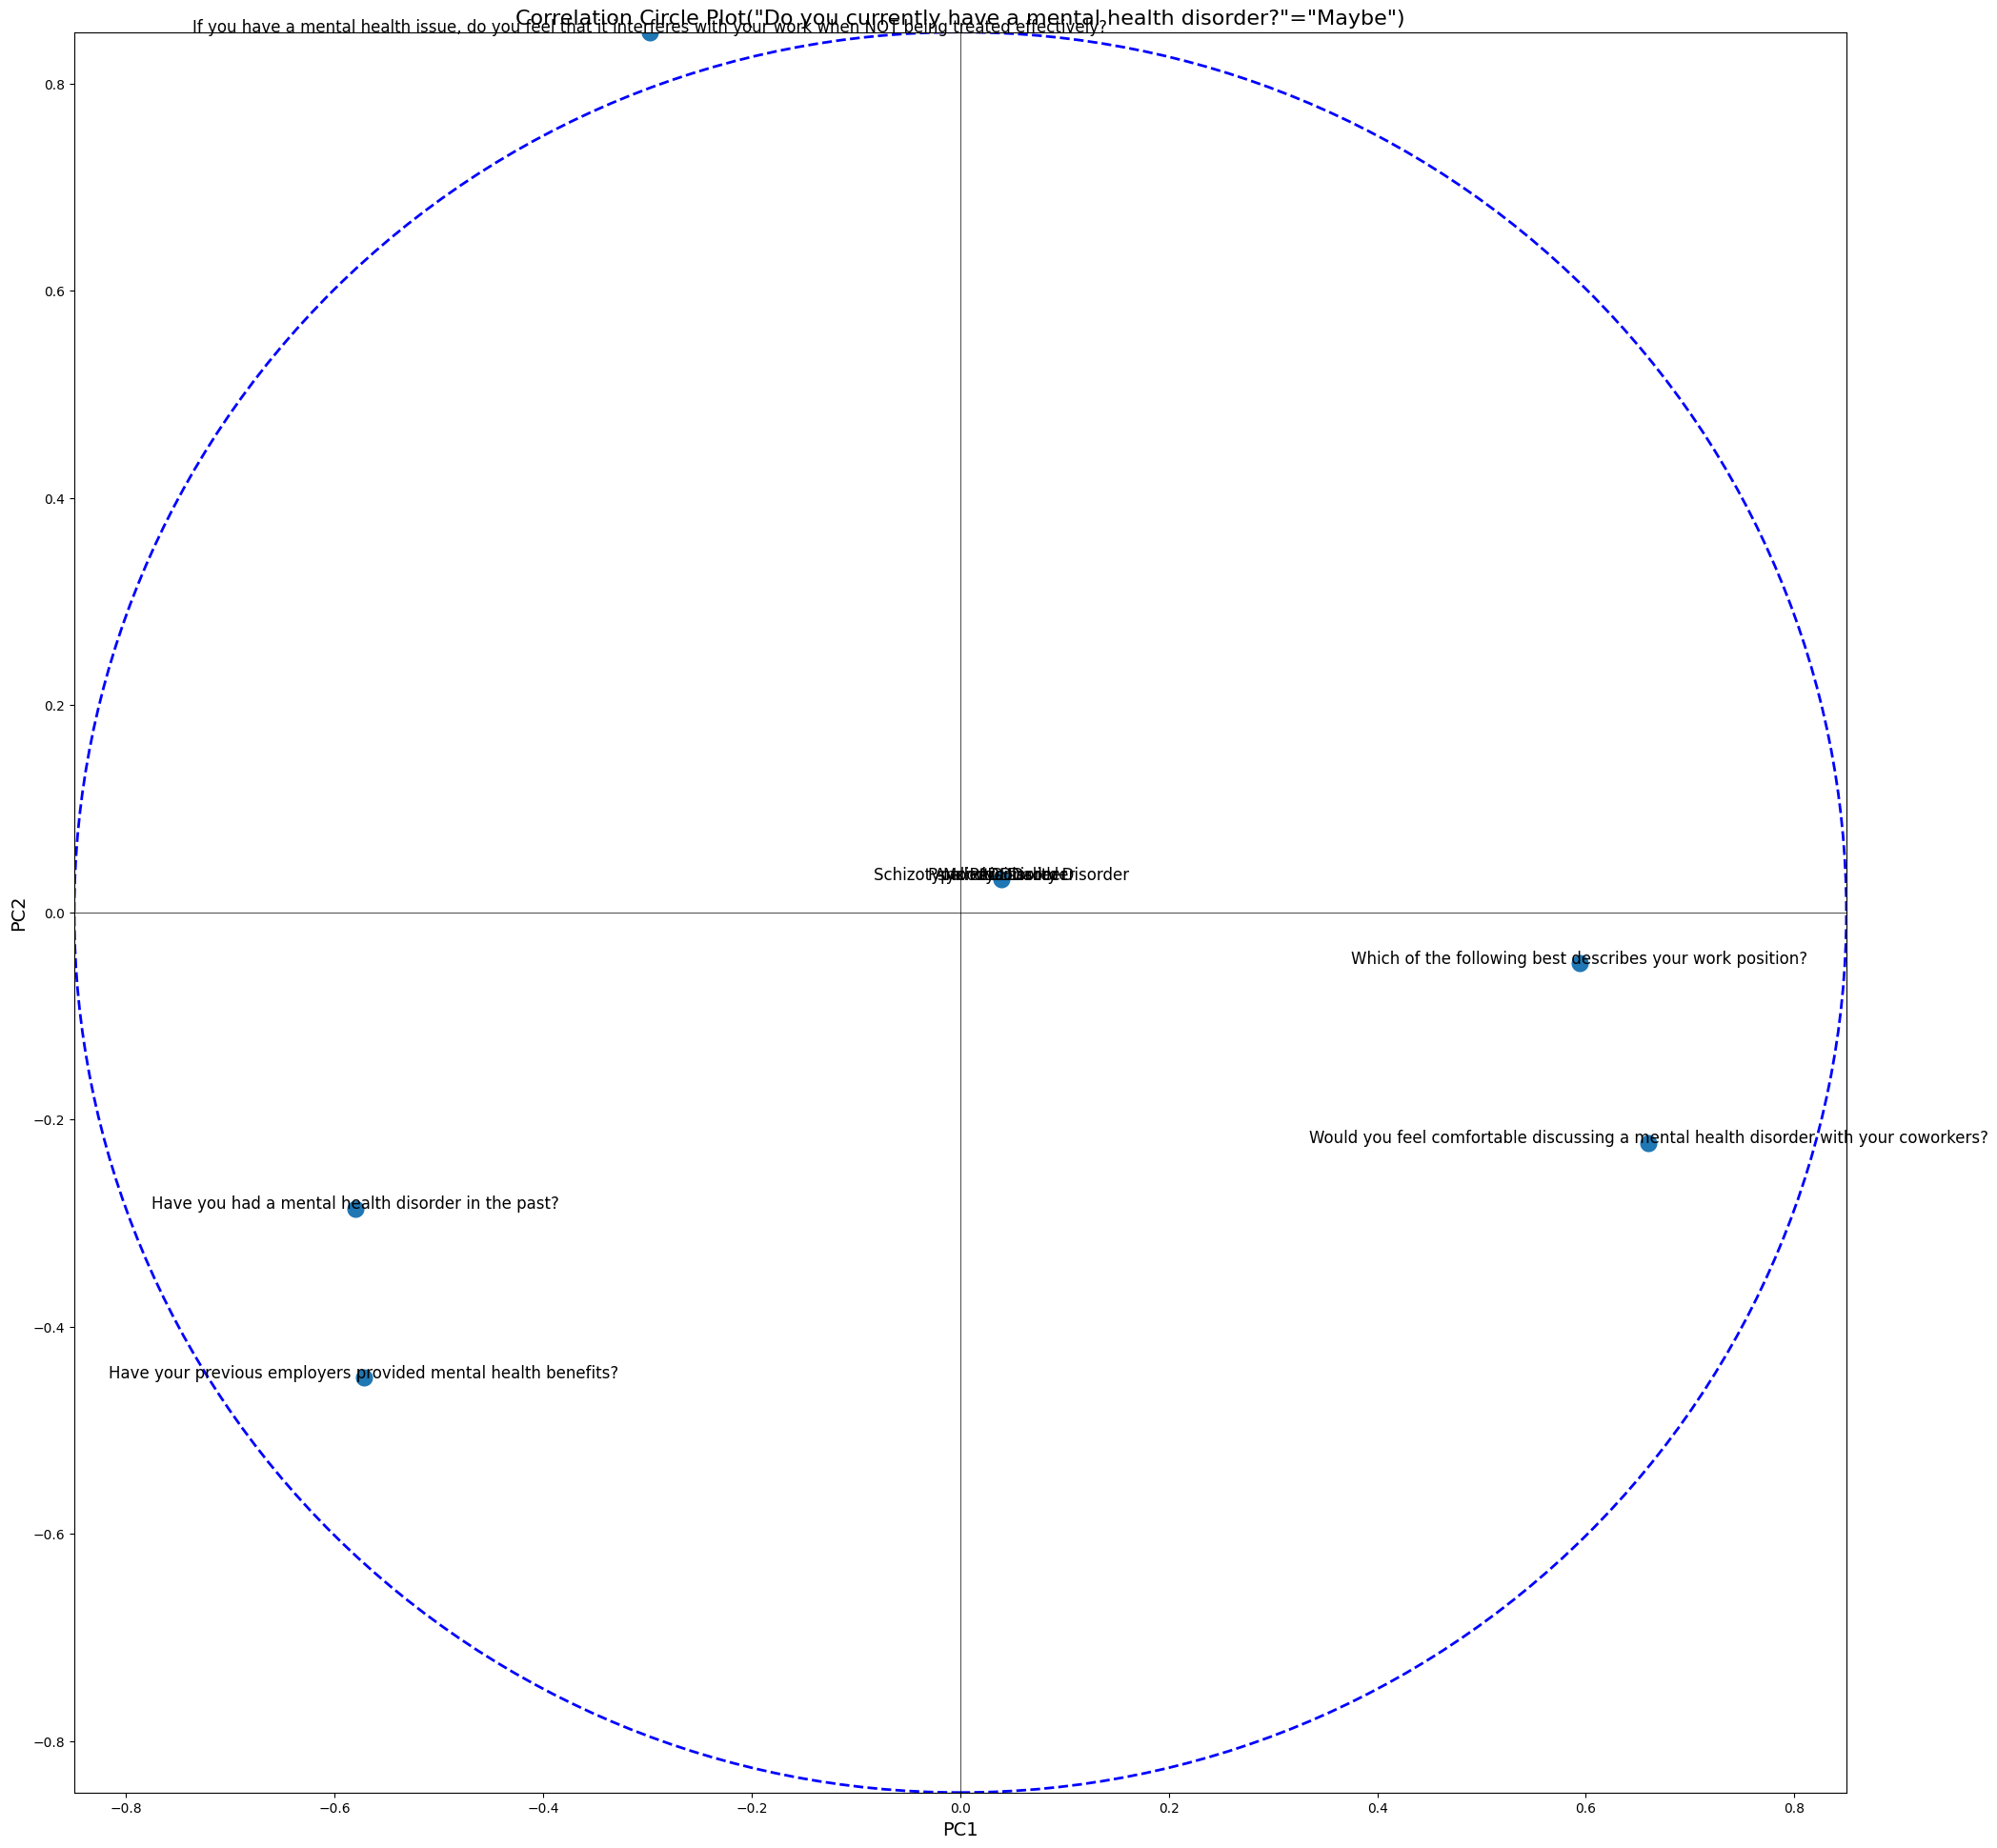 Correlation Circle Plot("Do you currently have a mental health disorder?"="Maybe")
If you have a mental health issue, do you feel that it interferes with your work when NOT being treated effectively?
0.8
0.6
0.4
0.2
Disorder
0.0
PC2
Which of the following best describes your work position?
−0.2
Would you feel comfortable discussing a mental health disorder with your coworkers?
Have you had a mental health disorder in the past?
−0.4
Have your previous employers provided mental health benefits?
−0.6
−0.8
−0.8 −0.6 −0.4 −0.2 0.0 0.2 0.4 0.6 0.8
PC1